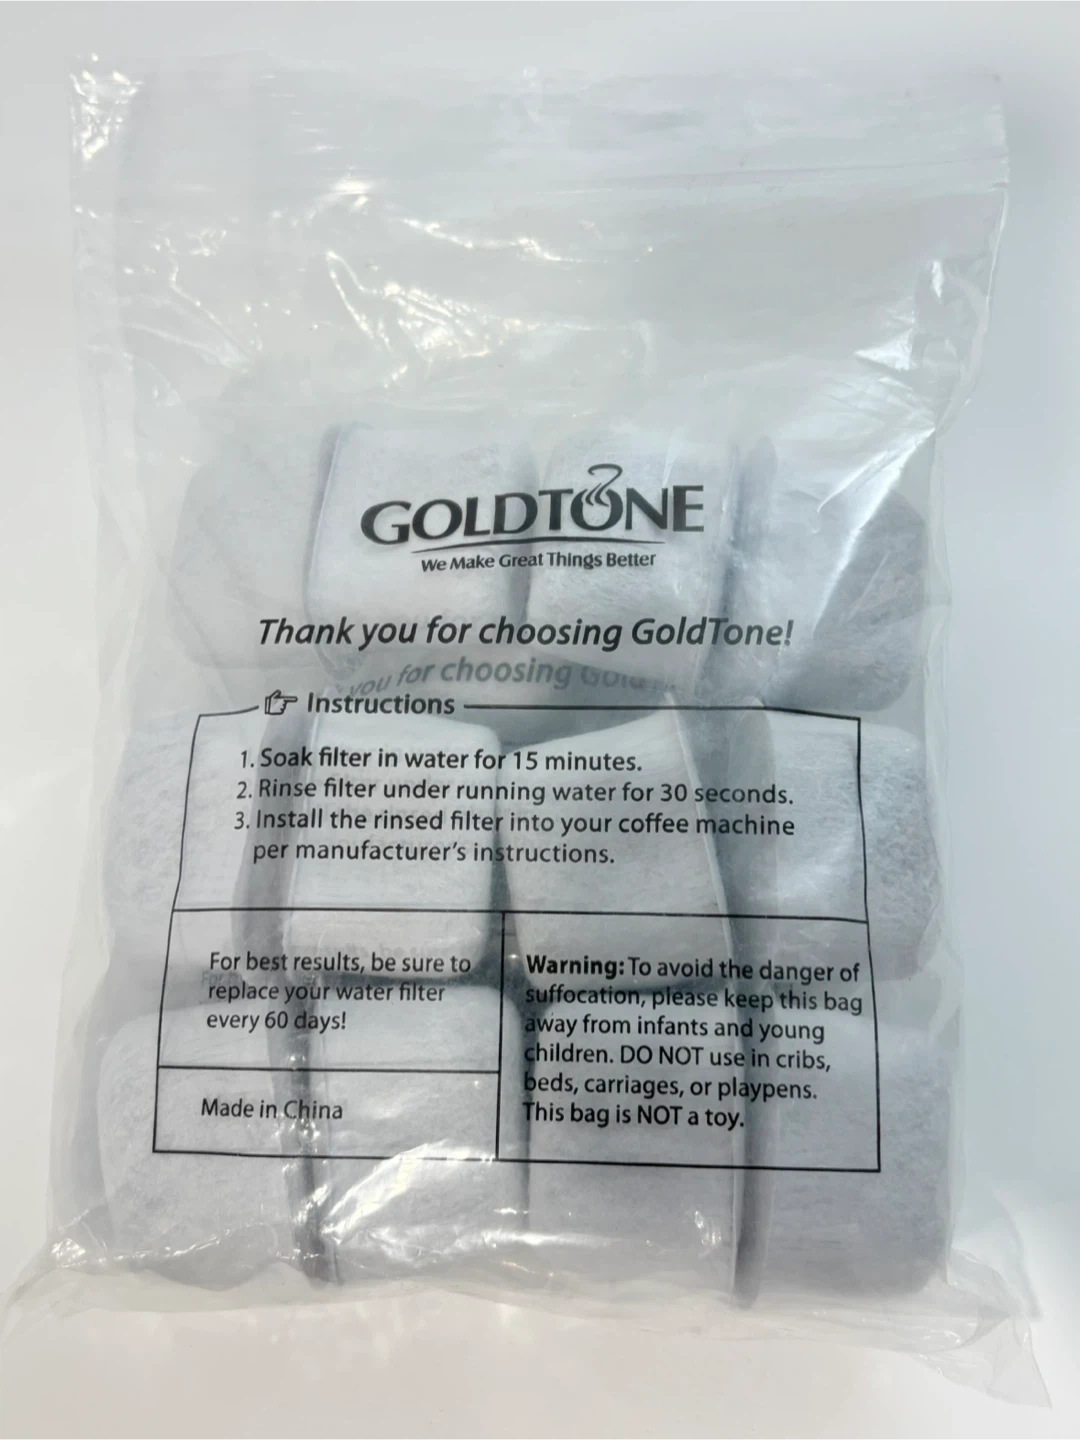 GOLDTONE
We Make Great Things Better
Thank you for choosing GoldTone!
you for choosing Gold
Instructions
1. Soak filter in water for 15 minutes.
2. Rinse filter under running water for 30 seconds.
3. Install the rinsed filter into your coffee machine
per manufacturer's instructions.
For best results, be sure to
replace your water filter
every 60 days!
Made in China
Warning: To avoid the danger of
suffocation, please keep this bag
away from infants and young
children. DO NOT use in cribs,
beds, carriages, or playpens.
This bag is NOT a toy.